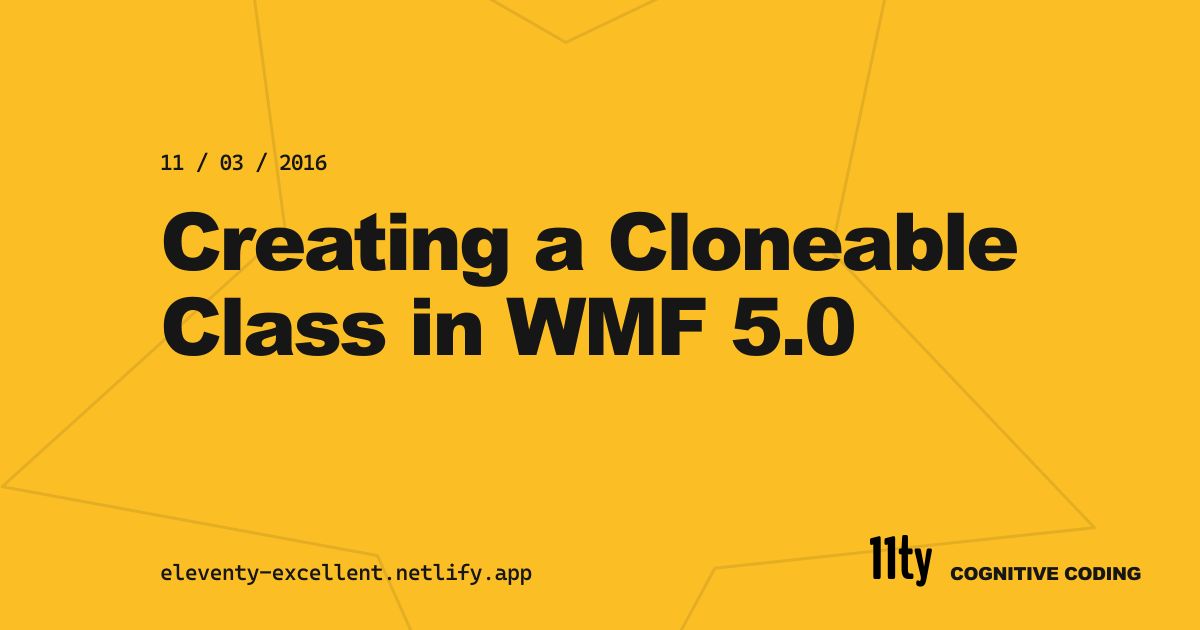 11 / 03 / 2016
Creating a Cloneable
Class in WMF 5.0
eleventy-excellent.netlify.app
11ty COGNITIVE CODING